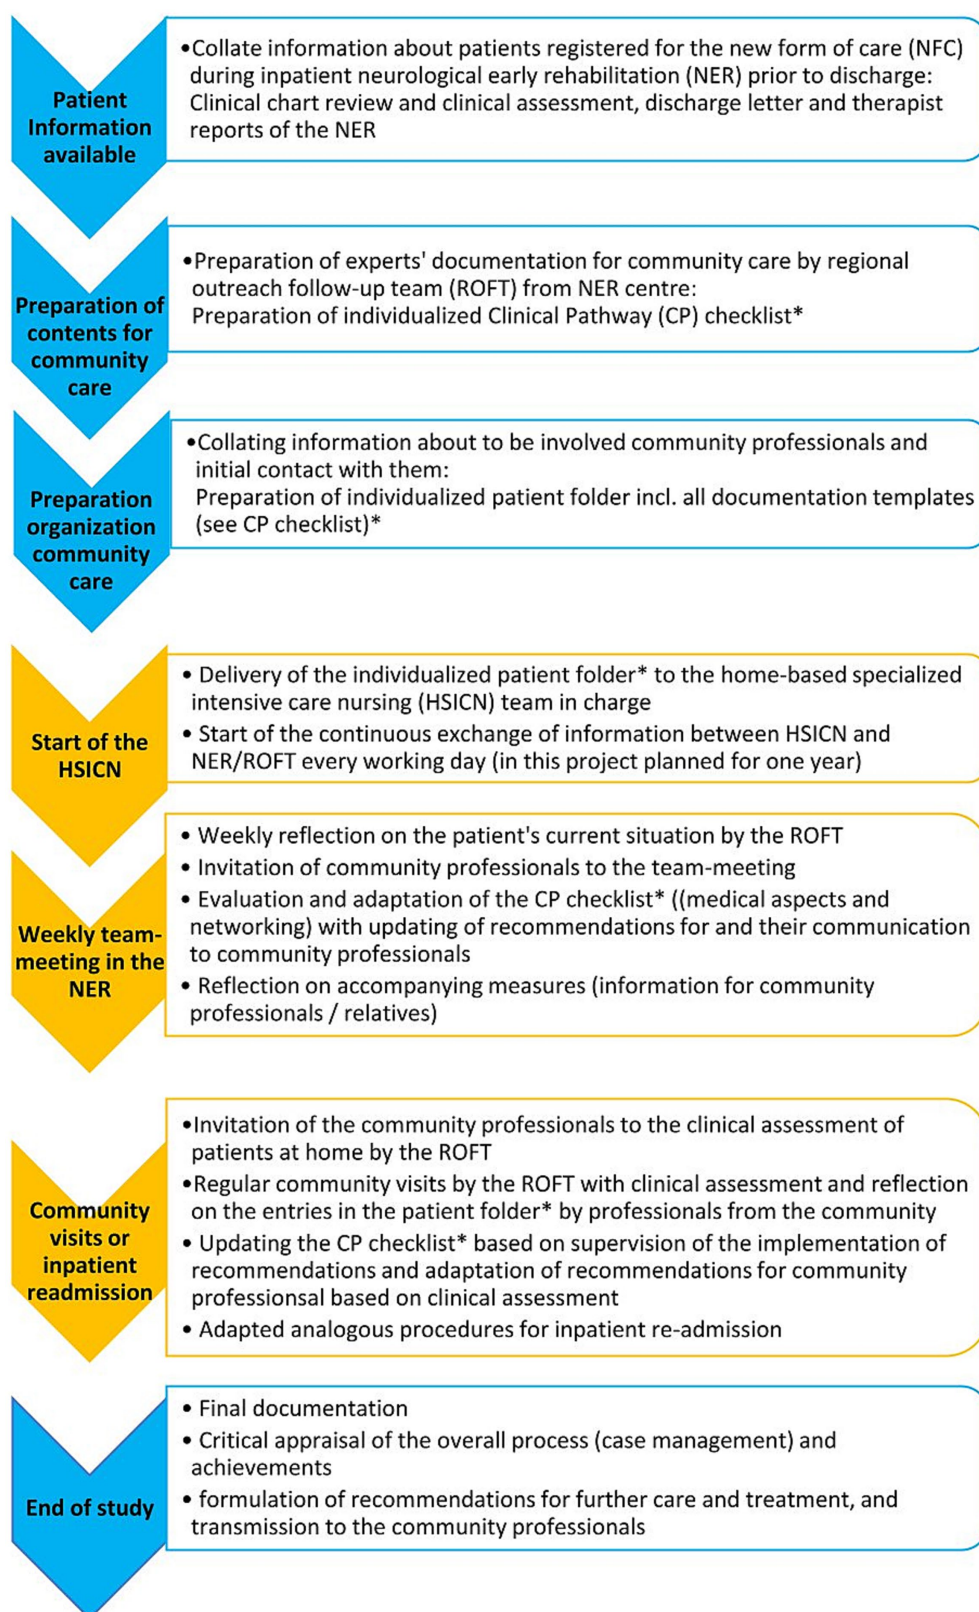 Patient
Information
available
•Collate information about patients registered for the new form of care (NFC)
during inpatient neurological early rehabilitation (NER) prior to discharge:
Clinical chart review and clinical assessment, discharge letter and therapist
reports of the NER
Preparation of
contents for
community
care
•Preparation of experts' documentation for community care by regional
outreach follow-up team (ROFT) from NER centre:
Preparation of individualized Clinical Pathway (CP) checklist*
Preparation
organization
community
care
•Collating information about to be involved community professionals and
initial contact with them:
Preparation of individualized patient folder incl. all documentation templates
(see CP checklist)*
Start of the
HSICN
• Delivery of the individualized patient folder* to the home-based specialized
intensive care nursing (HSICN) team in charge
• Start of the continuous exchange of information between HSICN and
NER/ROFT every working day (in this project planned for one year)
Weekly team-
meeting in the
NER
• Weekly reflection on the patient's current situation by the ROFT
• Invitation of community professionals to the team-meeting
• Evaluation and adaptation of the CP checklist* ((medical aspects and
networking) with updating of recommendations for and their communication
to community professionals
• Reflection on accompanying measures (information for community
professionals / relatives)
Community
visits or
inpatient
readmission
•Invitation of the community professionals to the clinical assessment of
patients at home by the ROFT
•Regular community visits by the ROFT with clinical assessment and reflection
on the entries in the patient folder* by professionals from the community
• Updating the CP checklist* based on supervision of the implementation of
recommendations and adaptation of recommendations for community
professionsal based on clinical assessment
• Adapted analogous procedures for inpatient re-admission
End of study
• Final documentation
• Critical appraisal of the overall process (case management) and
achievements
• formulation of recommendations for further care and treatment, and
transmission to the community professionals